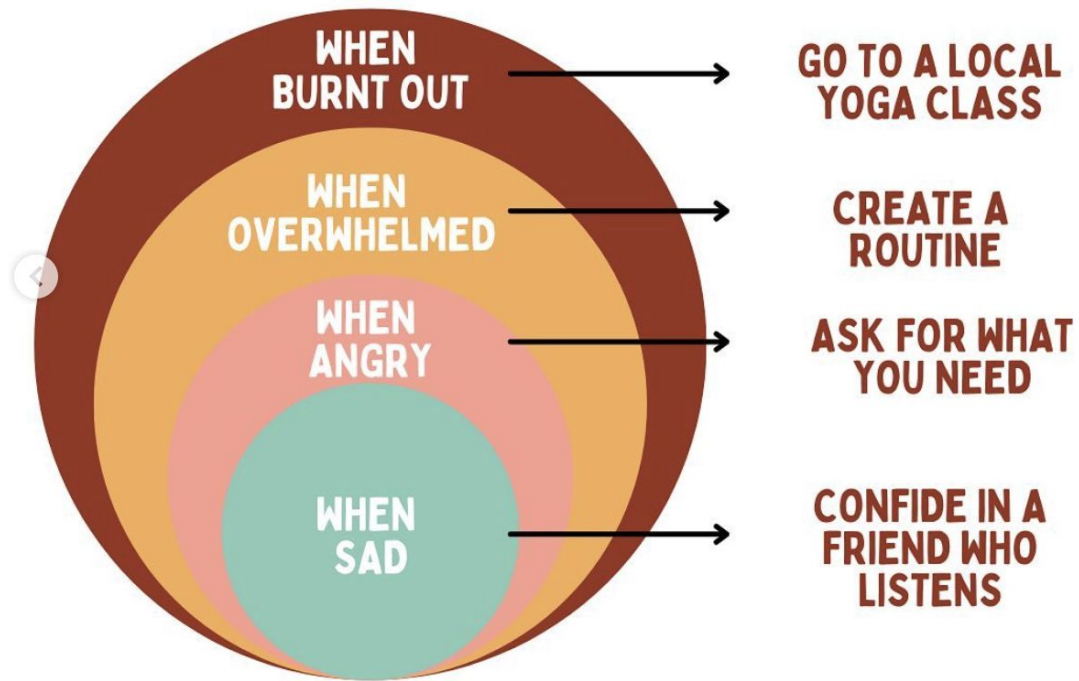 WHEN
BURNT OUT
GO TO A LOCAL
YOGA CLASS
WHEN
OVERWHELMED
CREATE A
ROUTINE
WHEN
ANGRY
ASK FOR WHAT
YOU NEED
WHEN
SAD
CONFIDE IN A
FRIEND WHO
LISTENS